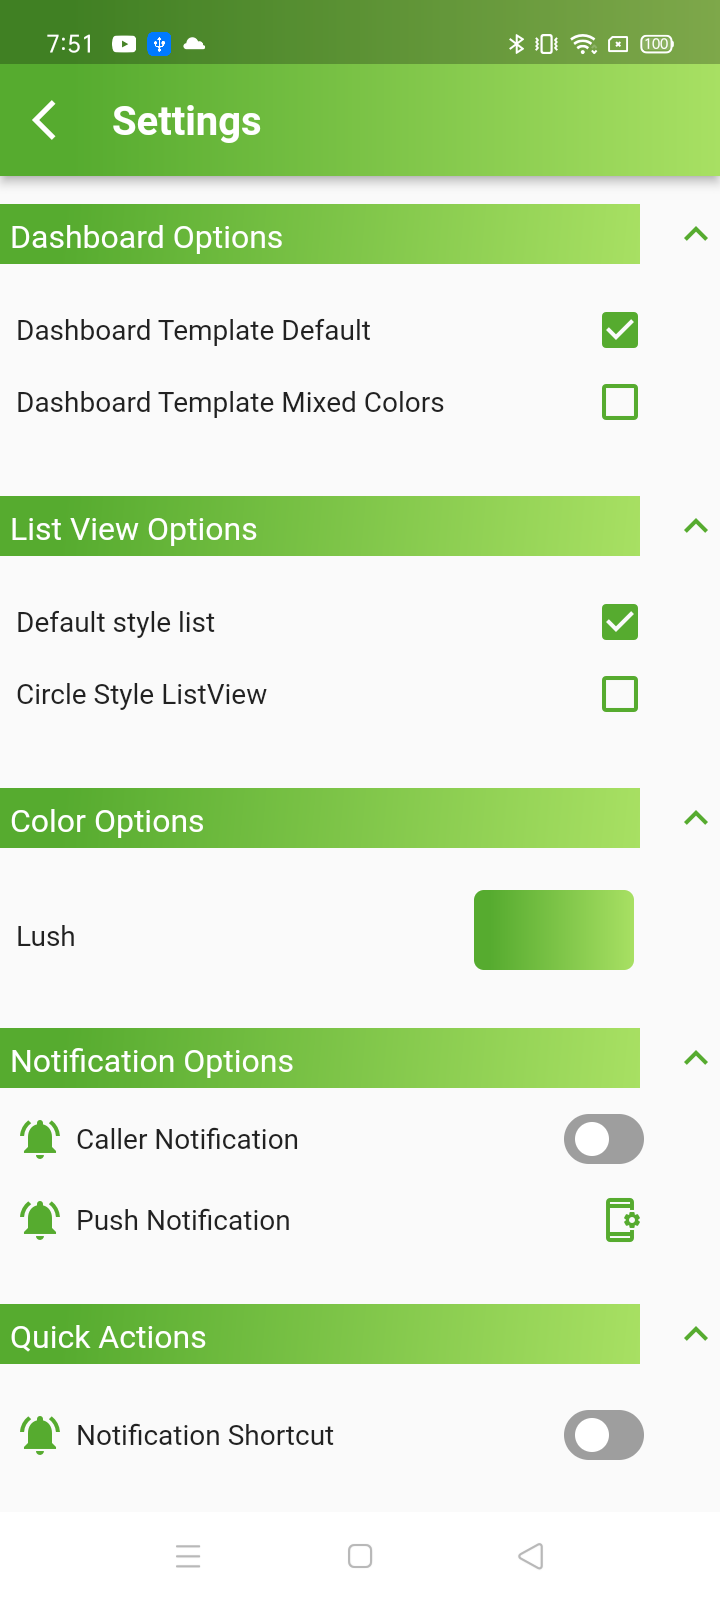 7:51
100
Settings
Dashboard Options
Dashboard Template Default
Dashboard Template Mixed Colors
List View Options
Default style list
Circle Style ListView
Color Options
Lush
Notification Options
Caller Notification
Push Notification
Quick Actions
Notification Shortcut